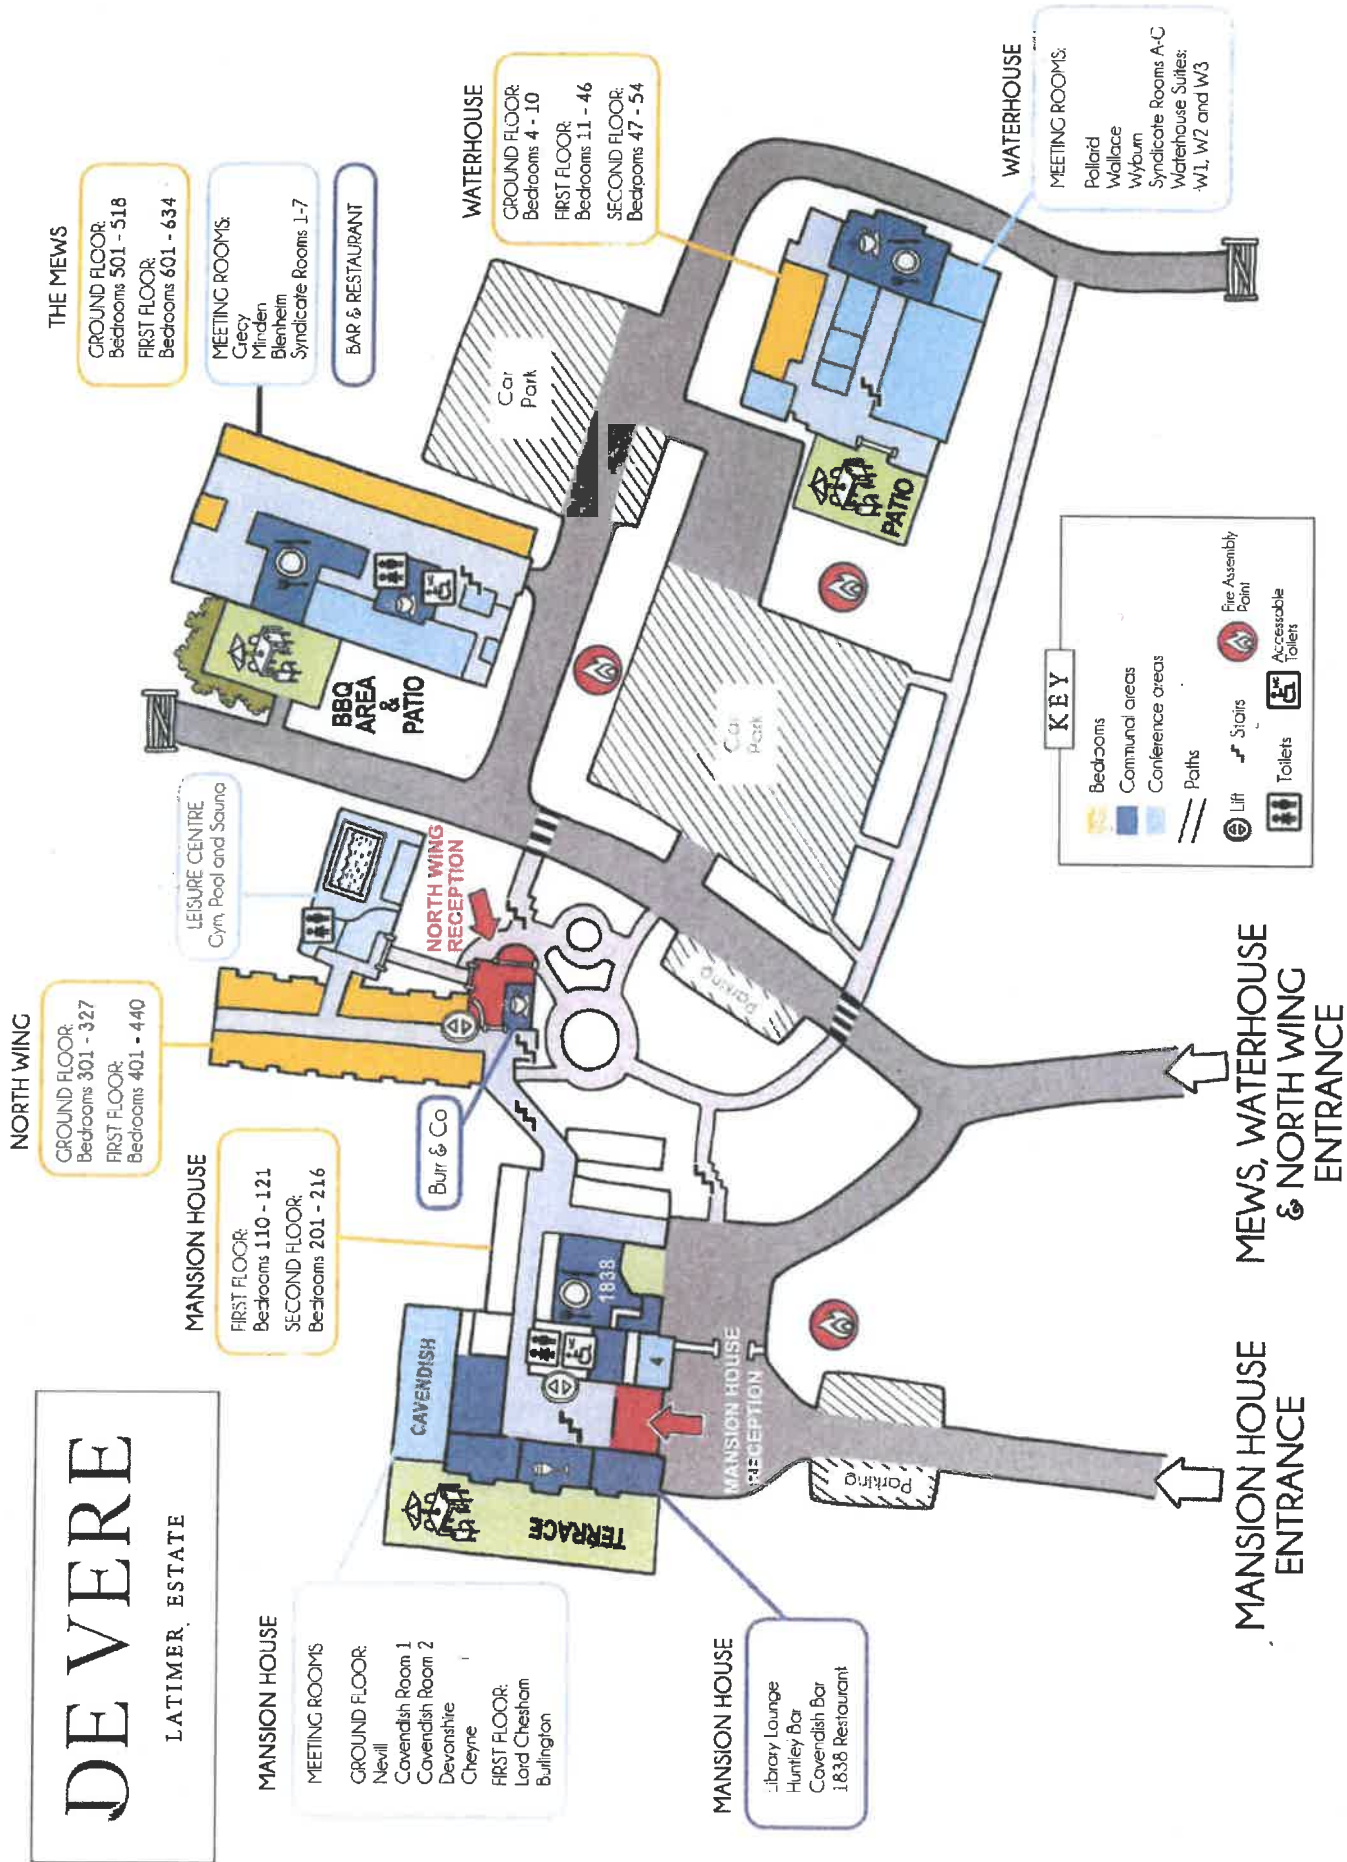 DE VERE
LATIMER ESTATE
MANSION HOUSE
MEETING ROOMS
GROUND FLOOR:
Nevill
Cavendish Room 1
Cavendish Room 2
Devonshire
Cheyne
FIRST FLOOR:
Lord Chesham
Burlington
MANSION HOUSE
Library Lounge
Huntley Bar
Cavendish Bar
1838 Restaurant
MANSION HOUSE
FIRST FLOOR:
Bedrooms 110 - 121
SECOND FLOOR:
Bedrooms 201 - 216
NORTH WING
GROUND FLOOR:
Bedrooms 301 - 327
FIRST FLOOR:
Bedrooms 401 - 440
Burr & Co
LEISURE CENTRE
Gym, Pool and Sauna
NORTH WING
RECEPTION
THE MEWS
GROUND FLOOR:
Bedrooms 501 - 518
FIRST FLOOR:
Bedrooms 601 - 634
MEETING ROOMS:
Crecy
Minden
Blenheim
Syndicate Rooms 1-7
BAR & RESTAURANT
BBQ
AREA
&
PATIO
WATERHOUSE
GROUND FLOOR:
Bedrooms 4 - 10
FIRST FLOOR:
Bedrooms 11 - 46
SECOND FLOOR:
Bedrooms 47 - 54
WATERHOUSE
MEETING ROOMS:
Pollard
Wallace
Wyburn
Syndicate Rooms A-C
Waterhouse Suites:
W1, W2 and W3
Car
Park
Car
Park
PATIO
Parking
Parking
CAVENDISH
TERRACE
1838
4
MANSION HOUSE
RECEPTION
KEY
Bedrooms
Communal areas
Conference areas
Paths
Lift
Stairs
Fire Assembly
Point
Toilets
Accessable
Toilets
WC
MANSION HOUSE
ENTRANCE
MEWS, WATERHOUSE
& NORTH WING
ENTRANCE